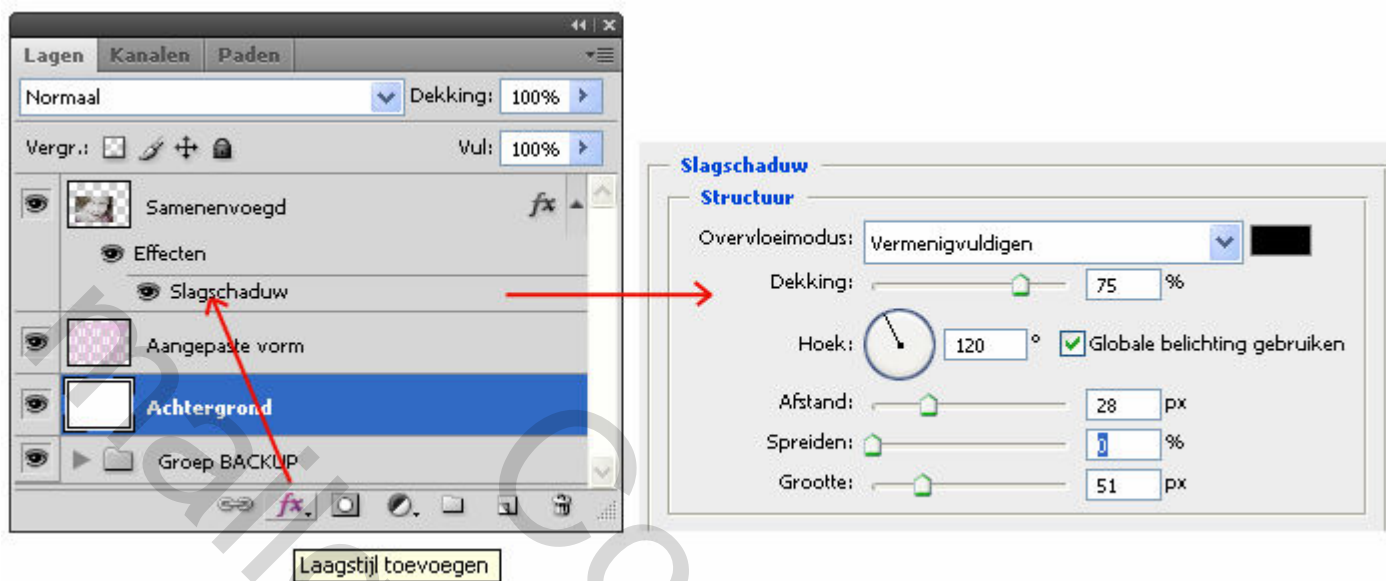 Lagen Kanalen Paden
Normaal Dekking: 100%
Vergr.: Vul: 100%
Samenenvoegd fx
Effecten
Slagschaduw
Aangepaste vorm
Achtergrond
Groep BACKUP
fx.
Laagstijl toevoegen
Slagschaduw
Structuur
Overvloeimodus: Vermenigvuldigen
Dekking: 75 %
Hoek: 120 ° Globale belichting gebruiken
Afstand: 28 px
Spreiden: 0 %
Grootte: 51 px